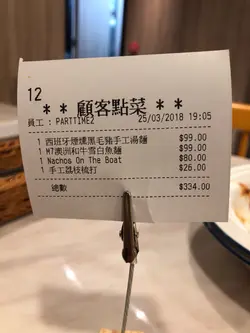 12
* * 顧客點菜 * *
員工 : PARTTIME2 25/03/2018 19:05
1 西班牙煙燻黑毛豬手工湯麵 $99.00
1 M7澳洲和牛雪白魚麵 $99.00
1 Nachos On The Boat $80.00
1 手工荔枝梳打 $26.00
總數 $334.00